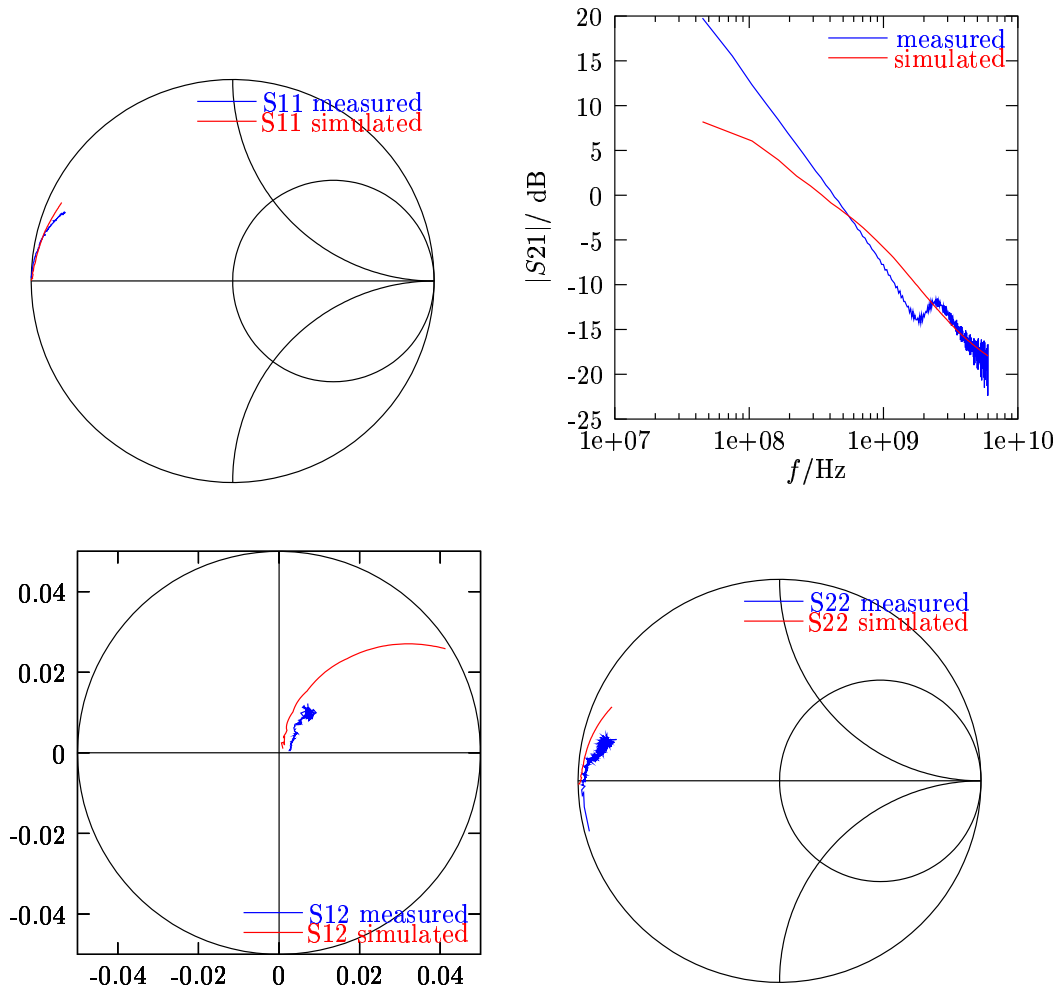 S11 measured
S11 simulated
20
15
10
5
0
-5
-10
-15
-20
-25
1e+07
1e+08
1e+09
1e+10
|S21|/ dB
f/Hz
measured
simulated
0.04
0.02
0
-0.02
-0.04
-0.04
-0.02
0
0.02
0.04
S12 measured
S12 simulated
S22 measured
S22 simulated